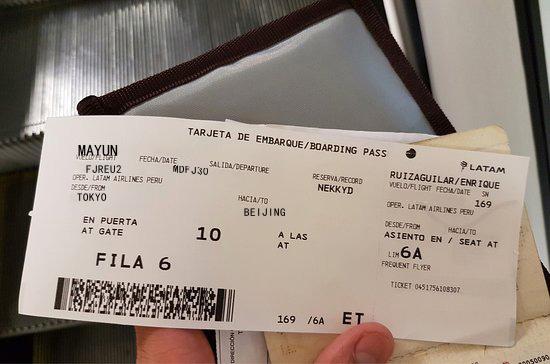 TARJETA DE EMBARQUE/BOARDING PASS
MAYUN
VUELO/FLIGHT FECHA/DATE SALIDA/DEPARTURE RESERVA/RECORD
FJREU2 MDFJ30 NEKKYD
OPER. LATAM AIRLINES PERU
DESDE/FROM HACIA/TO
TOKYO BEIJING
EN PUERTA A LAS
AT GATE 10 AT
FILA 6
169 /6A ET
LATAM
RUIZAGUILAR/ENRIQUE
VUELO/FLIGHT FECHA/DATE SN
169
OPER. LATAM AIRLINES PERU
DESDE/FROM HACIA/TO
ASIENTO EN / SEAT AT
LIM 6A
FREQUENT FLYER
TICKET 0451756108307